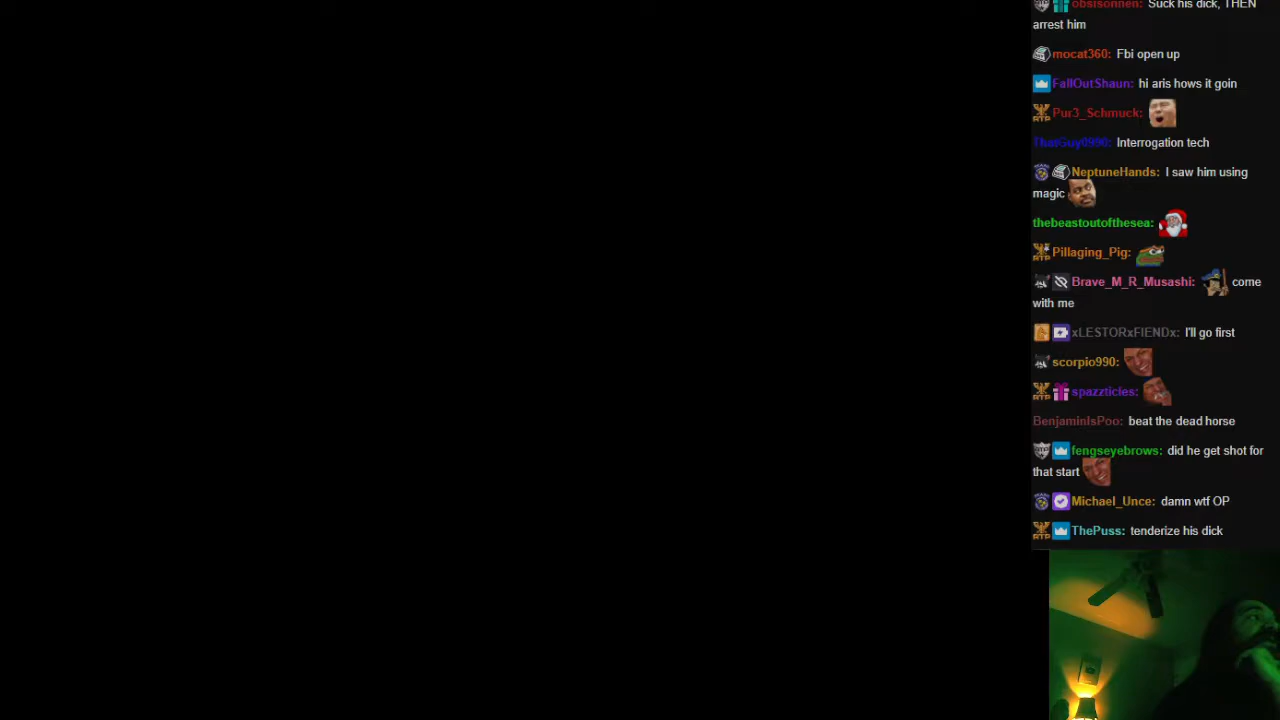 obsisonnen: Suck his dick, THEN
arrest him
mocat360: Fbi open up
FallOutShaun: hi aris hows it goin
Pur3_Schmuck:
ThatGuy0990: Interrogation tech
NeptuneHands: I saw him using
magic
thebeastoutofthesea:
Pillaging_Pig:
Brave_M_R_Musashi: come
with me
xLESTORxFIENDx: I'll go first
scorpio990:
spazzticles:
BenjaminIsPoo: beat the dead horse
fengseyebrows: did he get shot for
that start
Michael_Unce: damn wtf OP
ThePuss: tenderize his dick